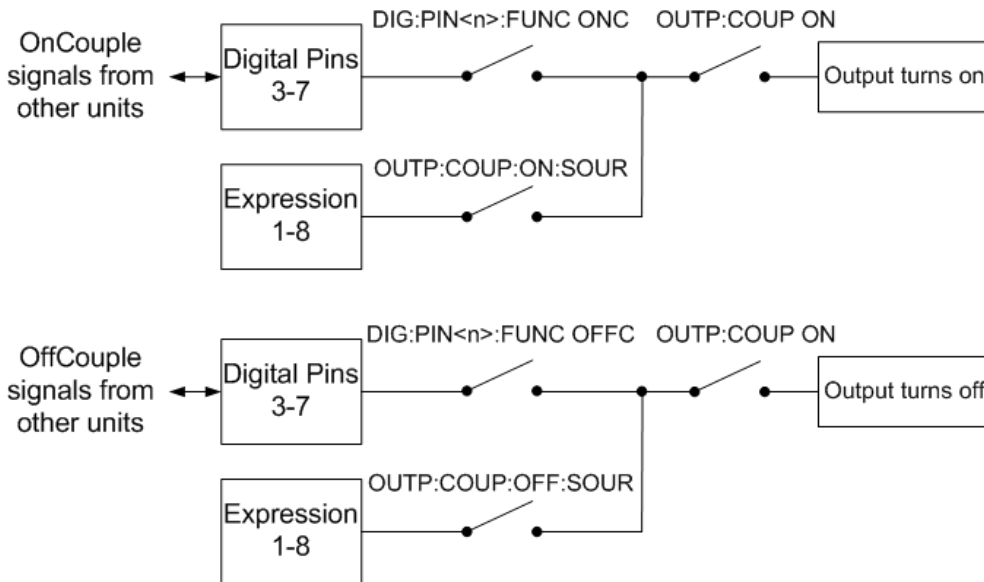 DIG:PIN<n>:FUNC ONC
OUTP:COUP ON
OnCouple
signals from
other units
Digital Pins
3-7
Output turns on
OUTP:COUP:ON:SOUR
Expression
1-8
DIG:PIN<n>:FUNC OFFC
OUTP:COUP ON
OffCouple
signals from
other units
Digital Pins
3-7
Output turns off
OUTP:COUP:OFF:SOUR
Expression
1-8